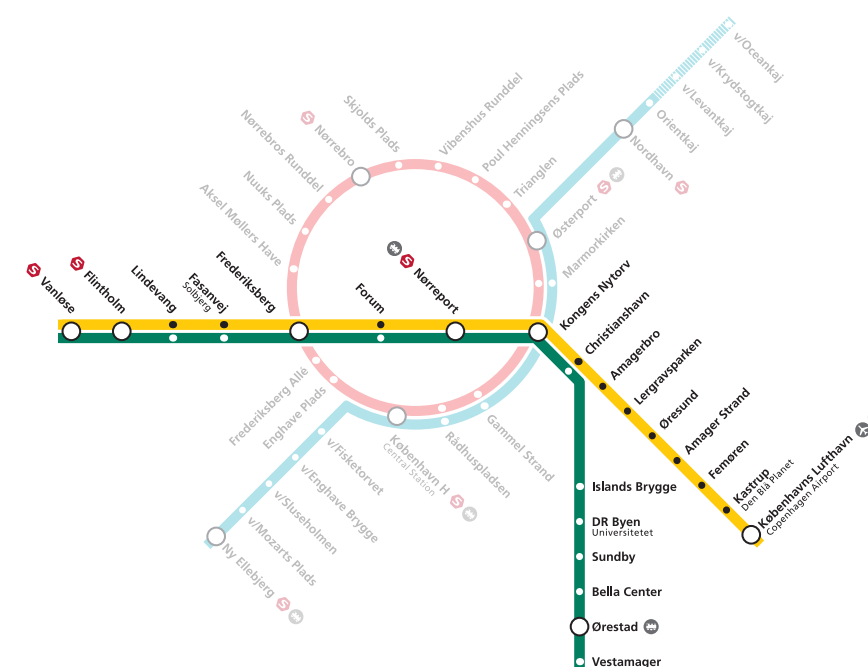 v/Oceankaj
v/Krydstogtkaj
v/Levantkaj
Orientkaj
Nordhavn
S
Østerport
S
Marmorkirken
Trianglen
Poul Henningsens Plads
Vibenshus Runddel
Skjolds Plads
S
Nørrebro
Nørrebros Runddel
Nuuks Plads
Aksel Møllers Have
S
Vanløse
S
Flintholm
Lindevang
Fasanvej
Solbjerg
Frederiksberg
Forum
S
Nørreport
Kongens Nytorv
Christianshavn
Amagerbro
Lergravsparken
Øresund
Amager Strand
Femøren
Kastrup
Den Blå Planet
Københavns Lufthavn
Copenhagen Airport
Frederiksberg Allé
Enghave Plads
København H
Central Station
S
Rådhuspladsen
Gammel Strand
v/Fisketorvet
v/Enghave Brygge
v/Sluseholmen
v/Mozarts Plads
Ny Ellebjerg
S
Islands Brygge
DR Byen
Universitetet
Sundby
Bella Center
Ørestad
Vestamager